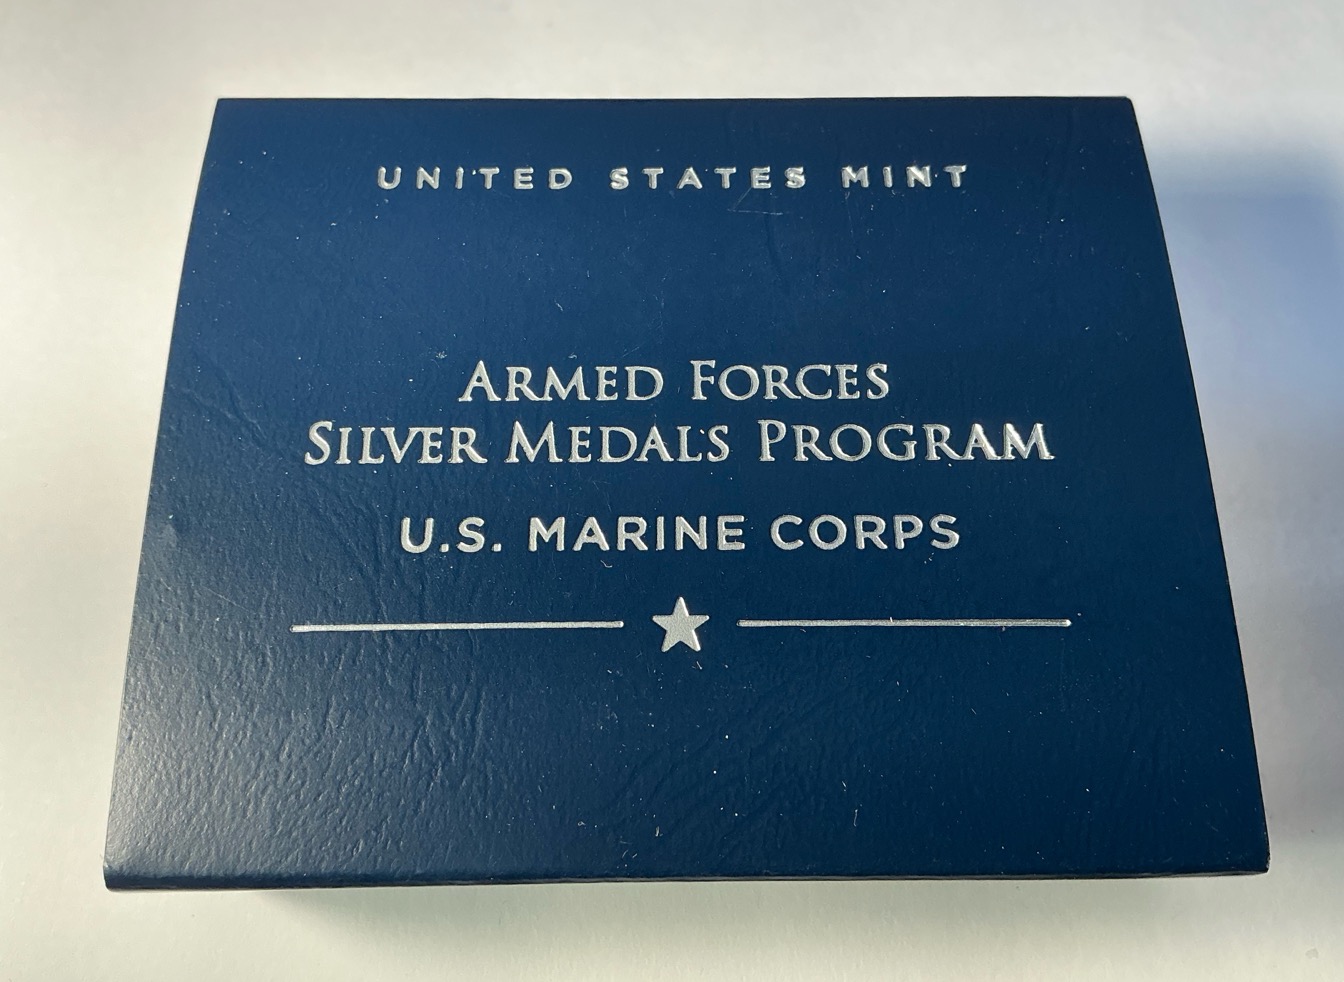 UNITED STATES MINT
ARMED FORCES
SILVER MEDALS PROGRAM
U.S. MARINE CORPS